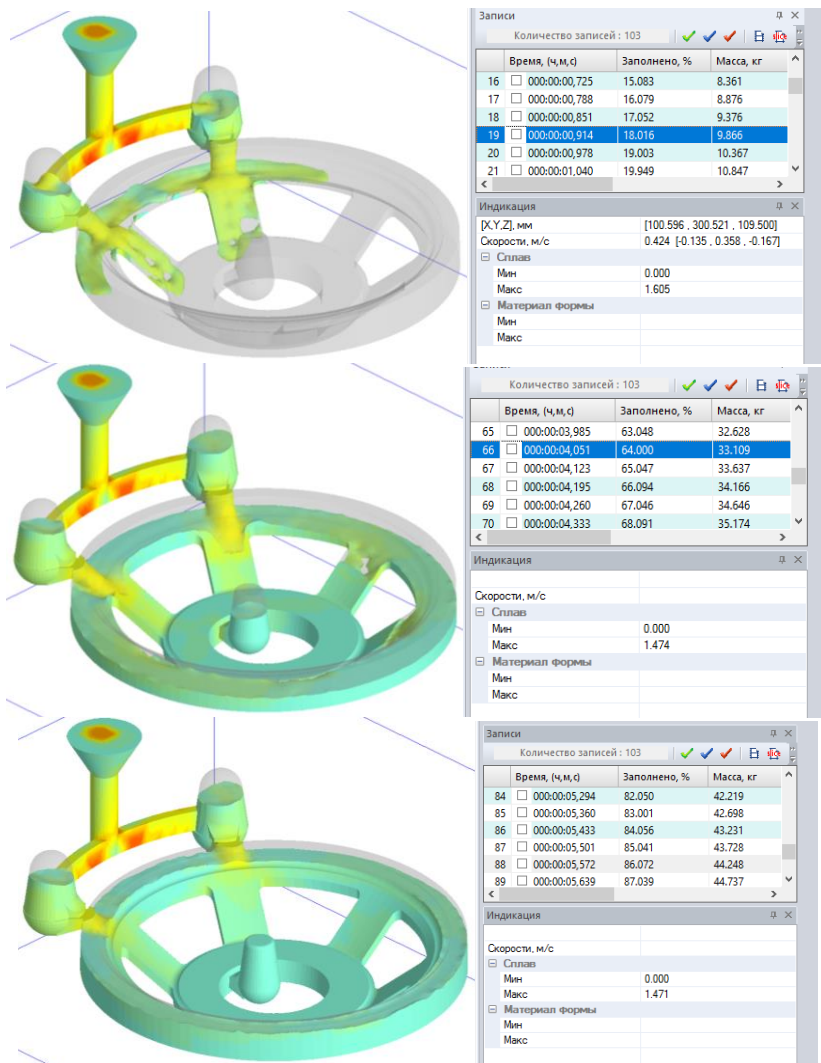 Записи
Количество записей : 103
Время, (ч,м,с) Заполнено, % Масса, кг
16 000:00:00,725 15.083 8.361
17 000:00:00,788 16.079 8.876
18 000:00:00,851 17.052 9.376
19 000:00:00,914 18.016 9.866
20 000:00:00,978 19.003 10.367
21 000:00:01,040 19.949 10.847
Индикация
[X,Y,Z], мм [100.596 , 300.521 , 109.500]
Скорости, м/с 0.424 [-0.135 , 0.358 , -0.167]
Сплав
Мин 0.000
Макс 1.605
Материал формы
Мин
Макс
Количество записей : 103
Время, (ч,м,с) Заполнено, % Масса, кг
65 000:00:03,985 63.048 32.628
66 000:00:04,051 64.000 33.109
67 000:00:04,123 65.047 33.637
68 000:00:04,195 66.094 34.166
69 000:00:04,260 67.046 34.646
70 000:00:04,333 68.091 35.174
Индикация
Скорости, м/с
Сплав
Мин 0.000
Макс 1.474
Материал формы
Мин
Макс
Записи
Количество записей : 103
Время, (ч,м,с) Заполнено, % Масса, кг
84 000:00:05,294 82.050 42.219
85 000:00:05,360 83.001 42.698
86 000:00:05,433 84.056 43.231
87 000:00:05,501 85.041 43.728
88 000:00:05,572 86.072 44.248
89 000:00:05,639 87.039 44.737
Индикация
Скорости, м/с
Сплав
Мин 0.000
Макс 1.471
Материал формы
Мин
Макс